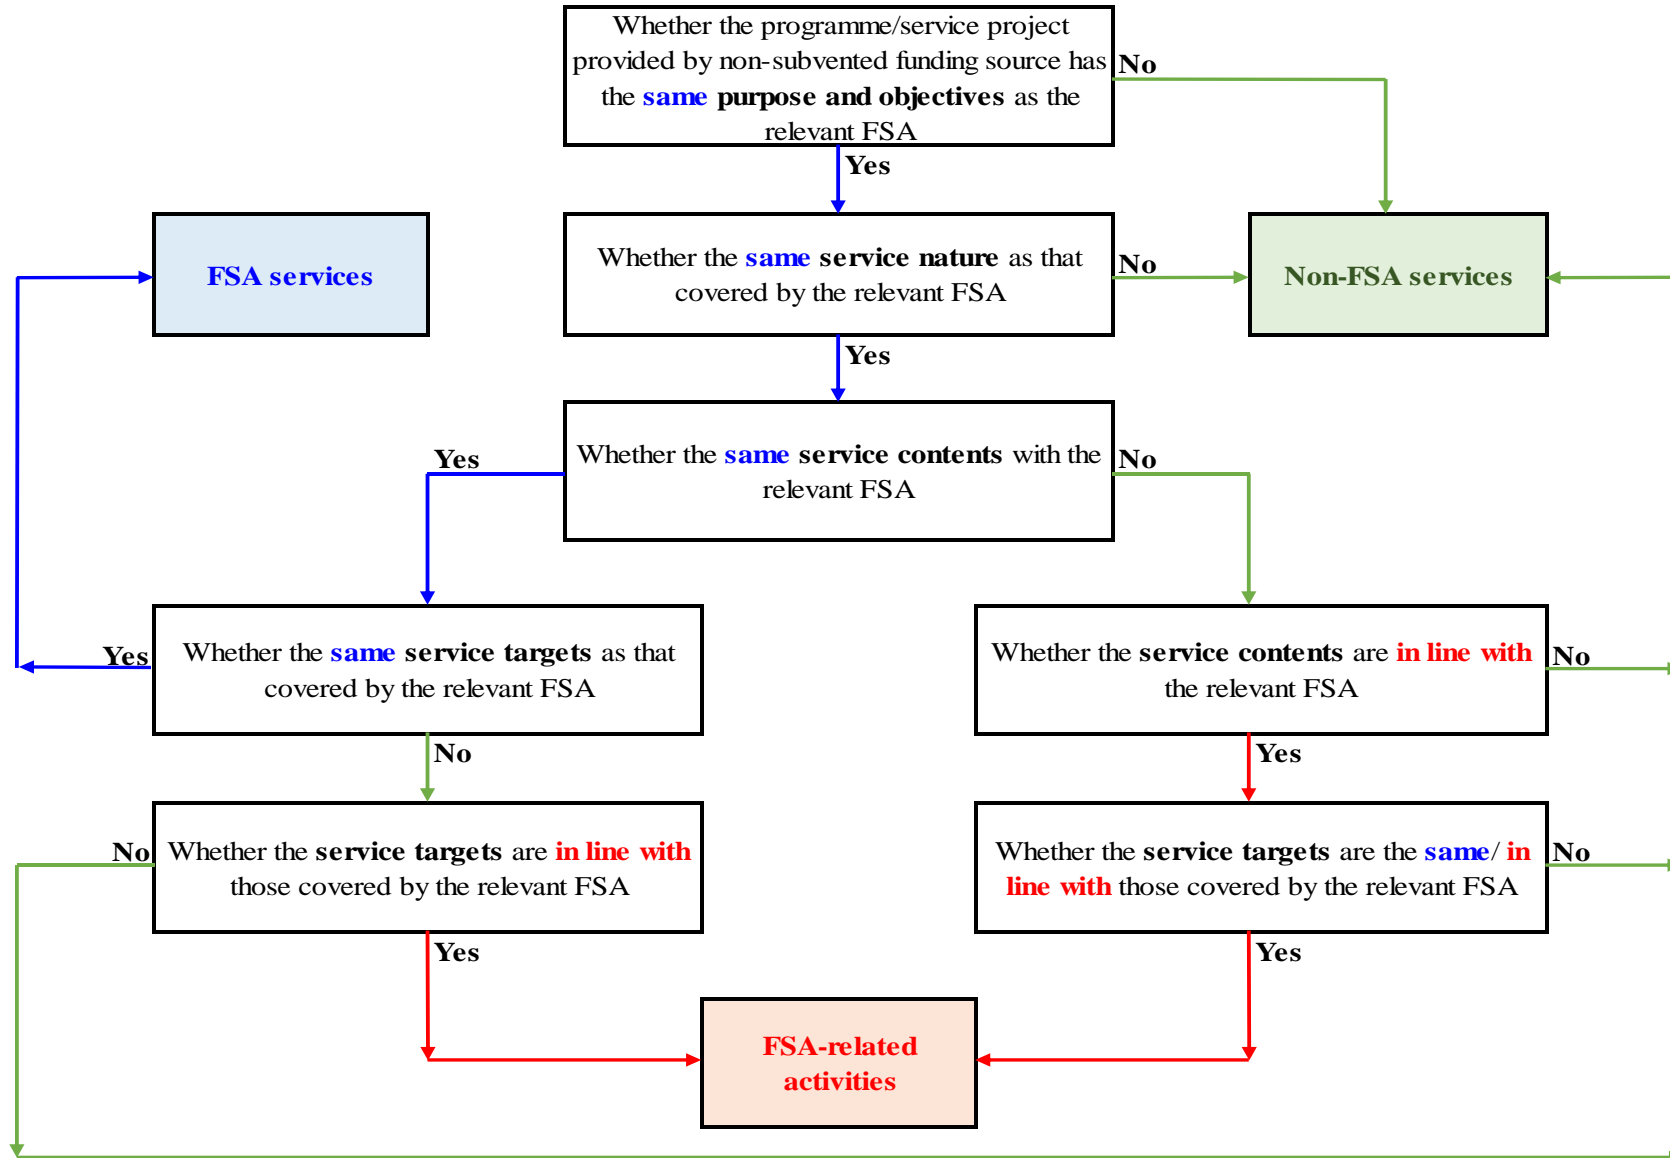 Whether the programme/service project
provided by non-subvented funding source has
the same purpose and objectives as the
relevant FSA
No
Yes
FSA services
Whether the same service nature as that
covered by the relevant FSA
No
Non-FSA services
Yes
Yes
Whether the same service contents with the
relevant FSA
No
Yes
Whether the same service targets as that
covered by the relevant FSA
Whether the service contents are in line with
the relevant FSA
No
No
Yes
No
Whether the service targets are in line with
those covered by the relevant FSA
Whether the service targets are the same/ in
line with those covered by the relevant FSA
No
Yes
Yes
FSA-related
activities